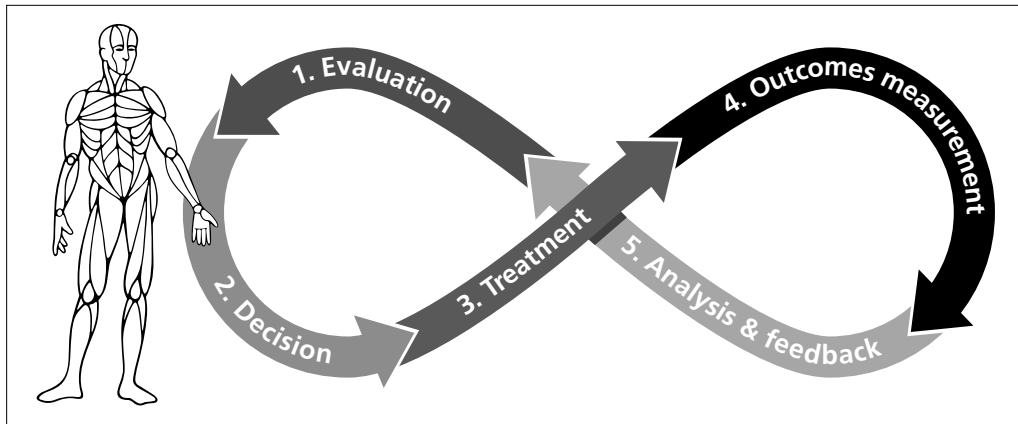 1. Evaluation
2. Decision
3. Treatment
4. Outcomes measurement
5. Analysis & feedback